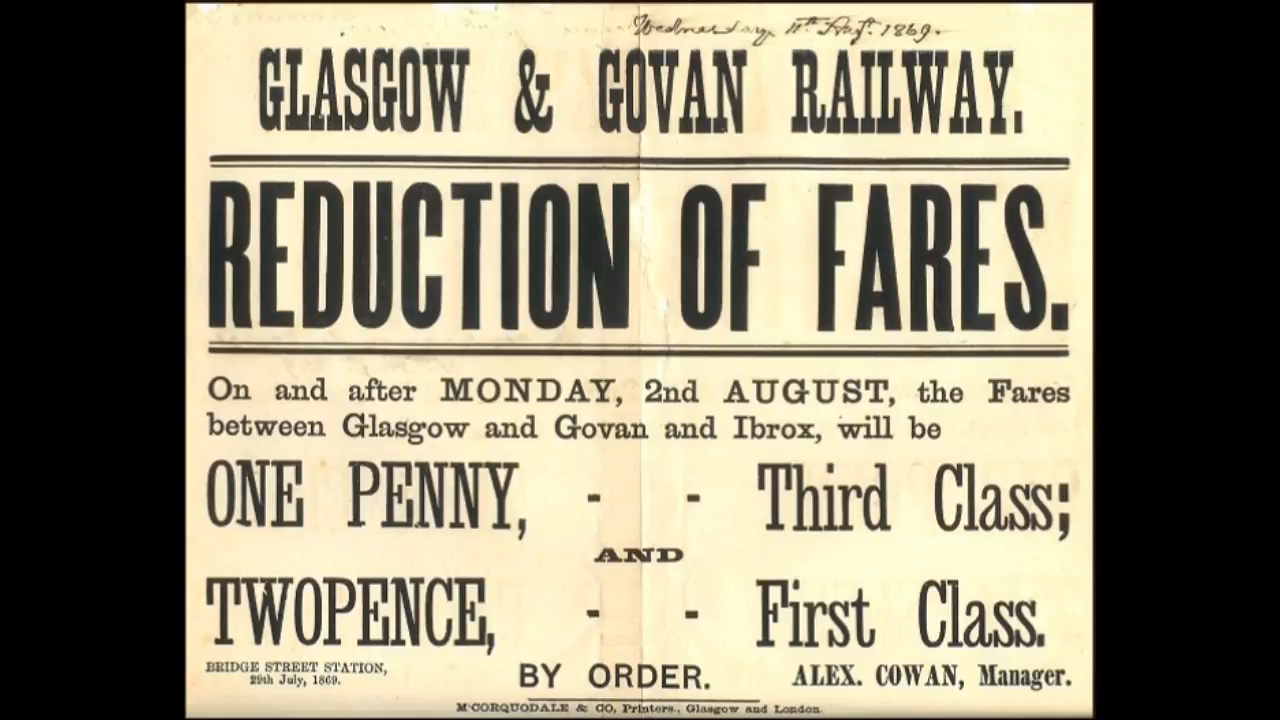 Wednesday 11th Augt. 1869.
GLASGOW & GOVAN RAILWAY.
REDUCTION OF FARES.
On and after MONDAY, 2nd AUGUST, the Fares
between Glasgow and Govan and Ibrox, will be
ONE PENNY, - - Third Class;
AND
TWOPENCE, - - First Class.
BRIDGE STREET STATION,
29th July, 1869.
BY ORDER.
ALEX. COWAN, Manager.
M'CORQUODALE & CO, Printers., Glasgow and London.